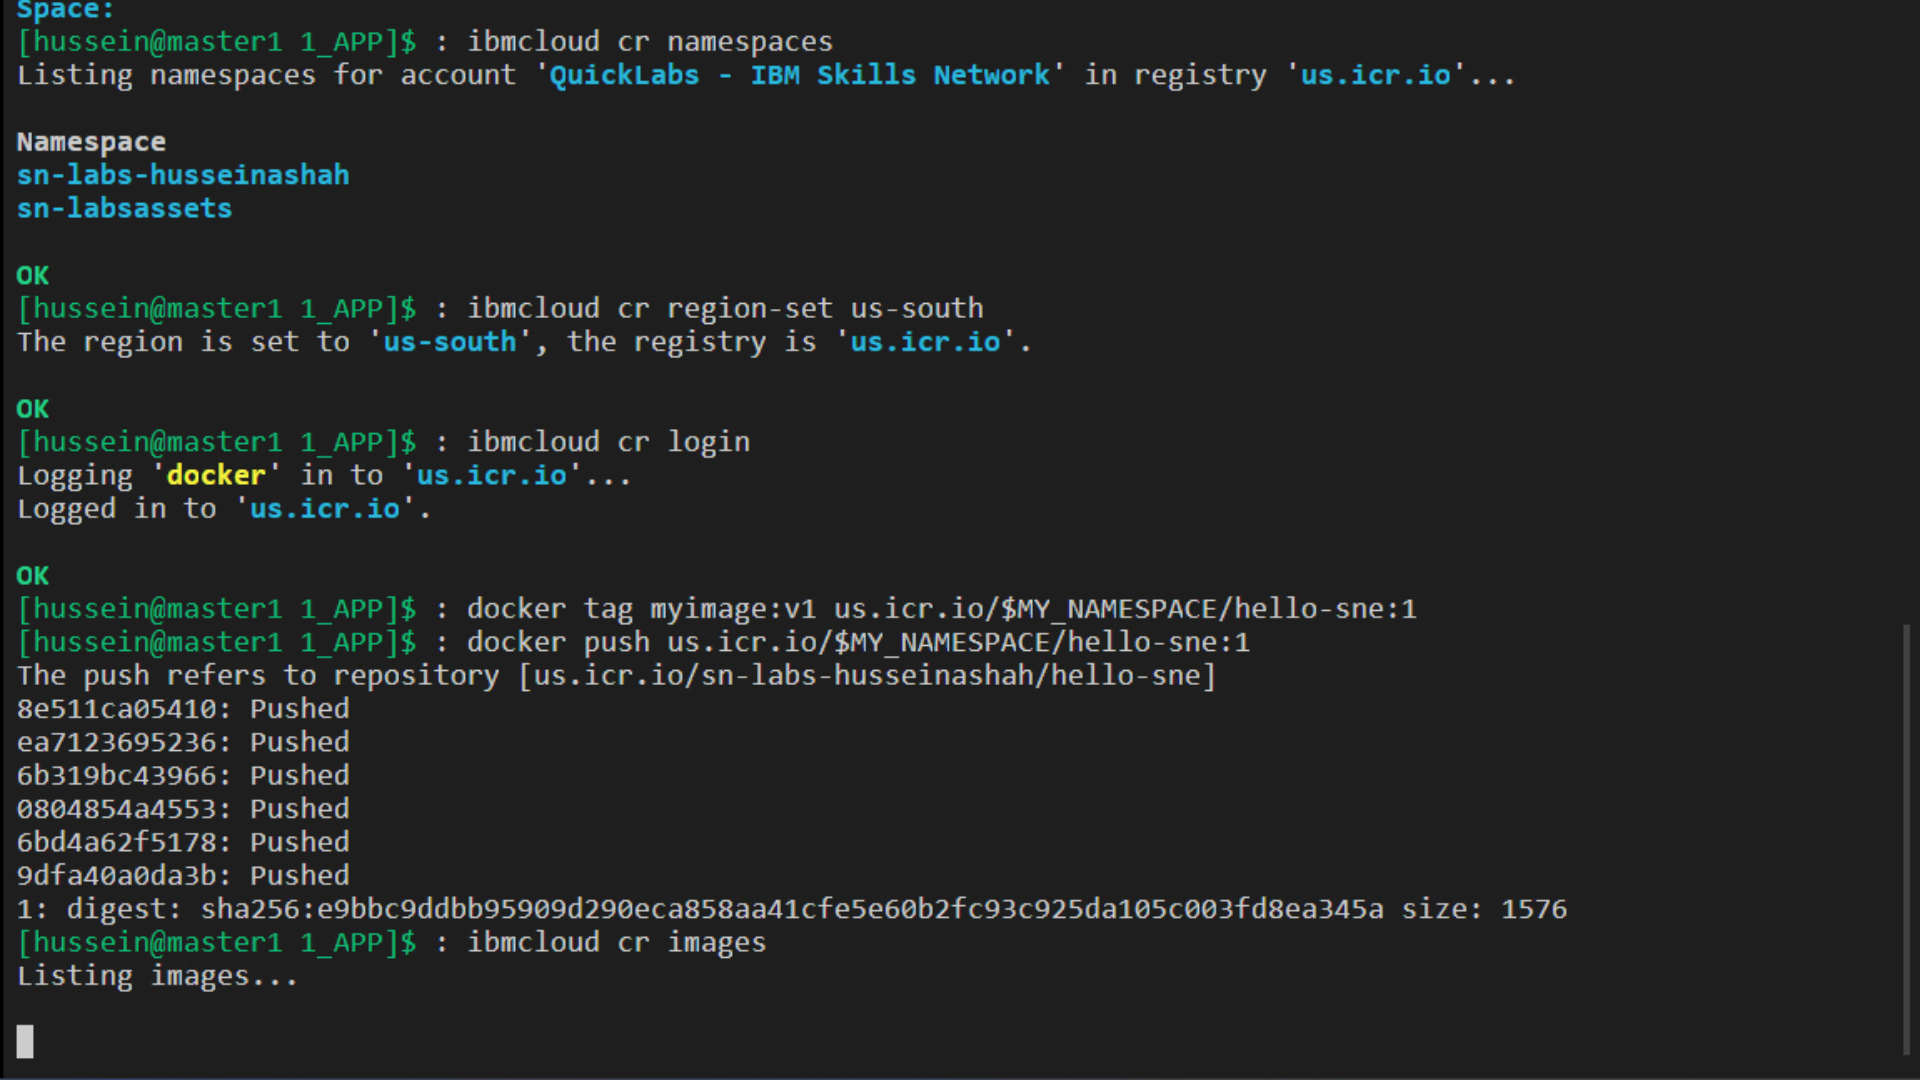 Space:
[hussein@master1 1_APP]$ : ibmcloud cr namespaces
Listing namespaces for account 'QuickLabs - IBM Skills Network' in registry 'us.icr.io'...
Namespace
sn-labs-husseinashah
sn-labsassets
OK
[hussein@master1 1_APP]$ : ibmcloud cr region-set us-south
The region is set to 'us-south', the registry is 'us.icr.io'.
OK
[hussein@master1 1_APP]$ : ibmcloud cr login
Logging 'docker' in to 'us.icr.io'...
Logged in to 'us.icr.io'.
OK
[hussein@master1 1_APP]$ : docker tag myimage:v1 us.icr.io/$MY_NAMESPACE/hello-sne:1
[hussein@master1 1_APP]$ : docker push us.icr.io/$MY_NAMESPACE/hello-sne:1
The push refers to repository [us.icr.io/sn-labs-husseinashah/hello-sne]
8e511ca05410: Pushed
ea7123695236: Pushed
6b319bc43966: Pushed
0804854a4553: Pushed
6bd4a62f5178: Pushed
9dfa40a0da3b: Pushed
1: digest: sha256:e9bbc9ddbb95909d290eca858aa41cfe5e60b2fc93c925da105c003fd8ea345a size: 1576
[hussein@master1 1_APP]$ : ibmcloud cr images
Listing images...